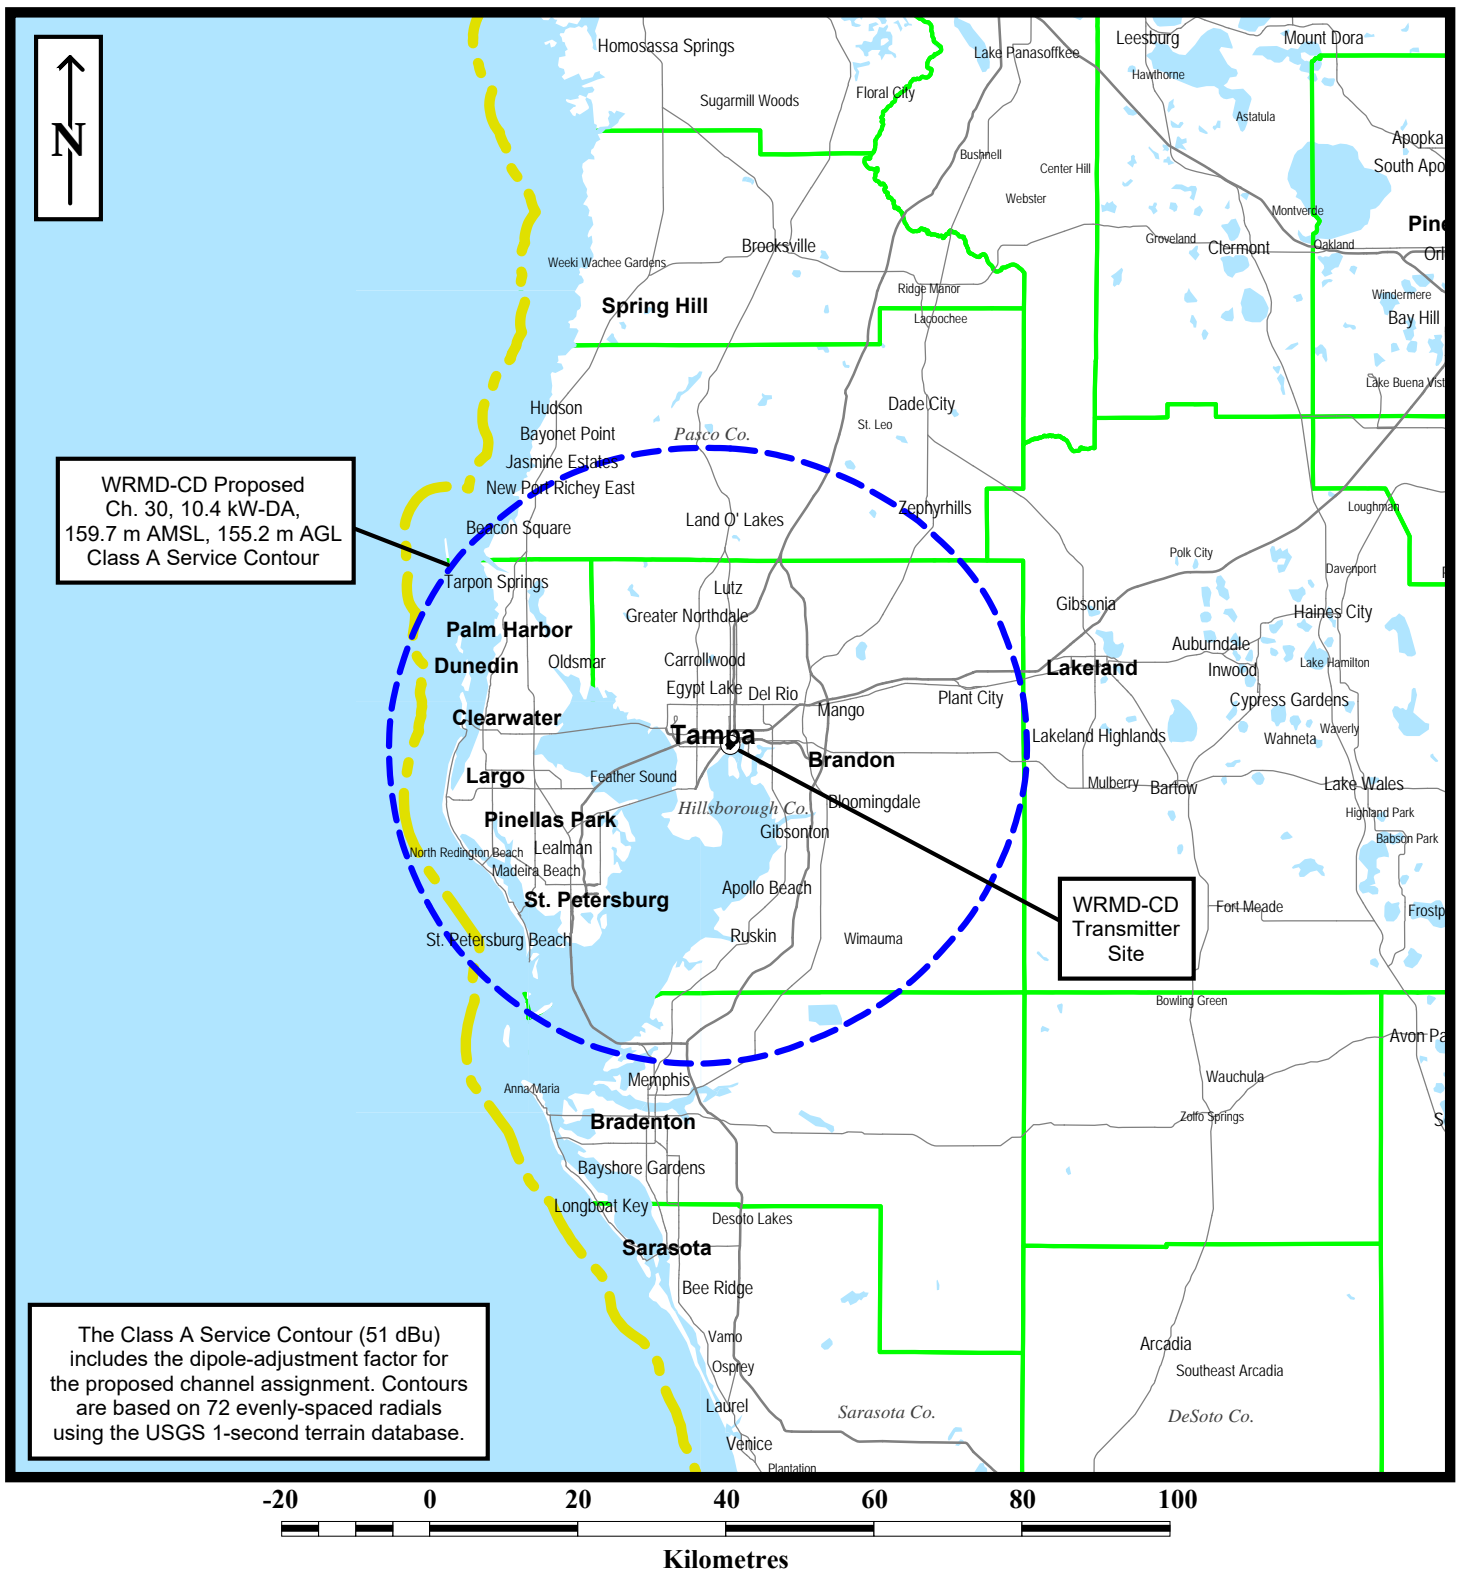 Homosassa Springs
Lake Panasoffkee
Leesburg
Mount Dora
Hawthorne
Sugarmill Woods
Floral City
Astatula
Apopka
N
Bushnell
Center Hill
South Apo
Webster
Montverde
Pine
Brooksville
Groveland
Clermont
Oakland
Orl
Weeki Wachee Gardens
Ridge Manor
Windermere
Spring Hill
Lacoochee
Bay Hill
Lake Buena Vist
Hudson
Dade City
St. Leo
Bayonet Point
Pasco Co.
Jasmine Estates
New Port Richey East
WRMD-CD Proposed
Ch. 30, 10.4 kW-DA,
159.7 m AMSL, 155.2 m AGL
Class A Service Contour
Zephyrhills
Loughman
Beacon Square
Land O' Lakes
Polk City
Davenport
Tarpon Springs
Lutz
Gibsonia
Haines City
Greater Northdale
Palm Harbor
Auburndale
Dunedin
Oldsmar
Carrollwood
Lakeland
Inwood
Lake Hamilton
Egypt Lake
Del Rio
Plant City
Cypress Gardens
Clearwater
Mango
Waverly
Tampa
Lakeland Highlands
Wahneta
Brandon
Largo
Feather Sound
Mulberry
Bartow
Lake Wales
Hillsborough Co.
Bloomingdale
Highland Park
Pinellas Park
Gibsonton
Babson Park
North Redington Beach
Lealman
Madeira Beach
Apollo Beach
St. Petersburg
WRMD-CD
Transmitter
Site
Fort Meade
Frostp
St. Petersburg Beach
Ruskin
Wimauma
Bowling Green
Avon Pa
Memphis
Wauchula
Anna Maria
Bradenton
Zolfo Springs
S
Bayshore Gardens
Longboat Key
Desoto Lakes
Sarasota
Bee Ridge
The Class A Service Contour (51 dBu)
includes the dipole-adjustment factor for
the proposed channel assignment. Contours
are based on 72 evenly-spaced radials
using the USGS 1-second terrain database.
Vamo
Arcadia
Osprey
Southeast Arcadia
Laurel
Sarasota Co.
DeSoto Co.
Venice
Plantation
-20 0 20 40 60 80 100
Kilometres